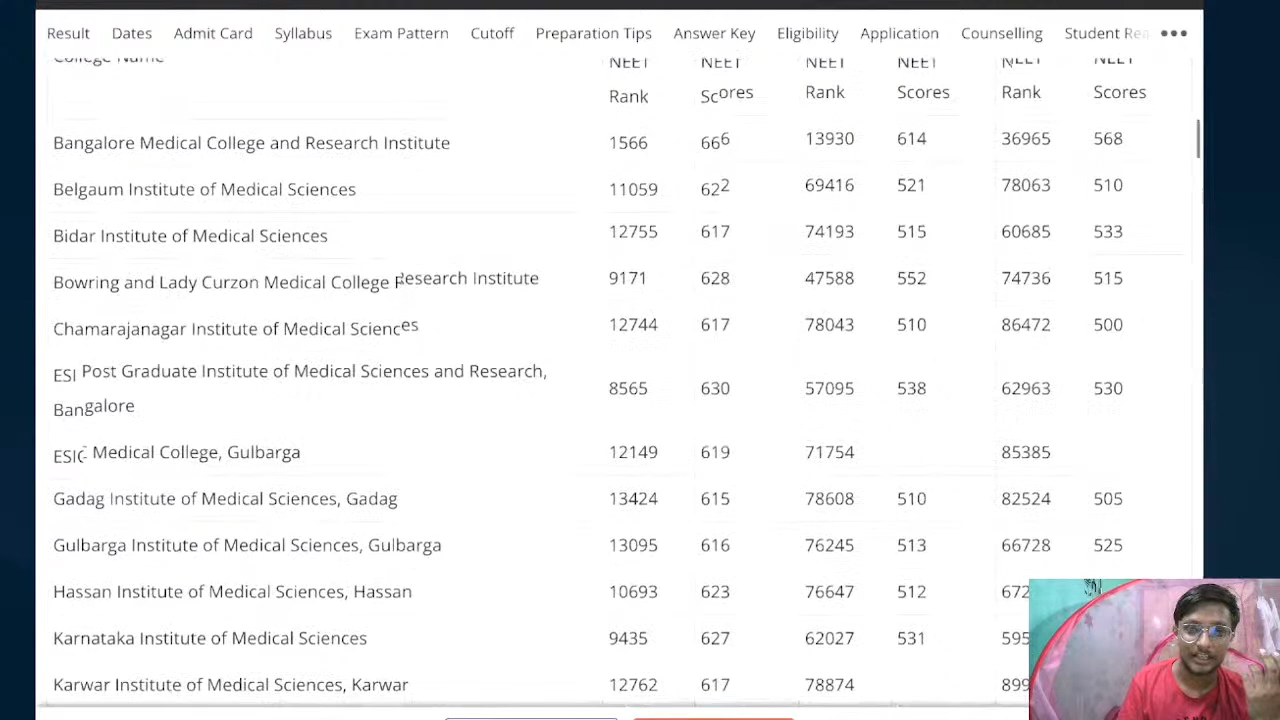 Result Dates Admit Card Syllabus Exam Pattern Cutoff Preparation Tips Answer Key Eligibility Application Counselling Student
College Name NEET NEET NEET NEET NEET NEET
Rank Scores Rank Scores Rank Scores
Bangalore Medical College and Research Institute 1566 666 13930 614 36965 568
Belgaum Institute of Medical Sciences 11059 622 69416 521 78063 510
Bidar Institute of Medical Sciences 12755 617 74193 515 60685 533
Bowring and Lady Curzon Medical College Research Institute 9171 628 47588 552 74736 515
Chamarajanagar Institute of Medical Sciences 12744 617 78043 510 86472 500
ESI Post Graduate Institute of Medical Sciences and Research, 8565 630 57095 538 62963 530
Bangalore
ESIC Medical College, Gulbarga 12149 619 71754 85385
Gadag Institute of Medical Sciences, Gadag 13424 615 78608 510 82524 505
Gulbarga Institute of Medical Sciences, Gulbarga 13095 616 76245 513 66728 525
Hassan Institute of Medical Sciences, Hassan 10693 623 76647 512
Karnataka Institute of Medical Sciences 9435 627 62027 531
Karwar Institute of Medical Sciences, Karwar 12762 617 78874